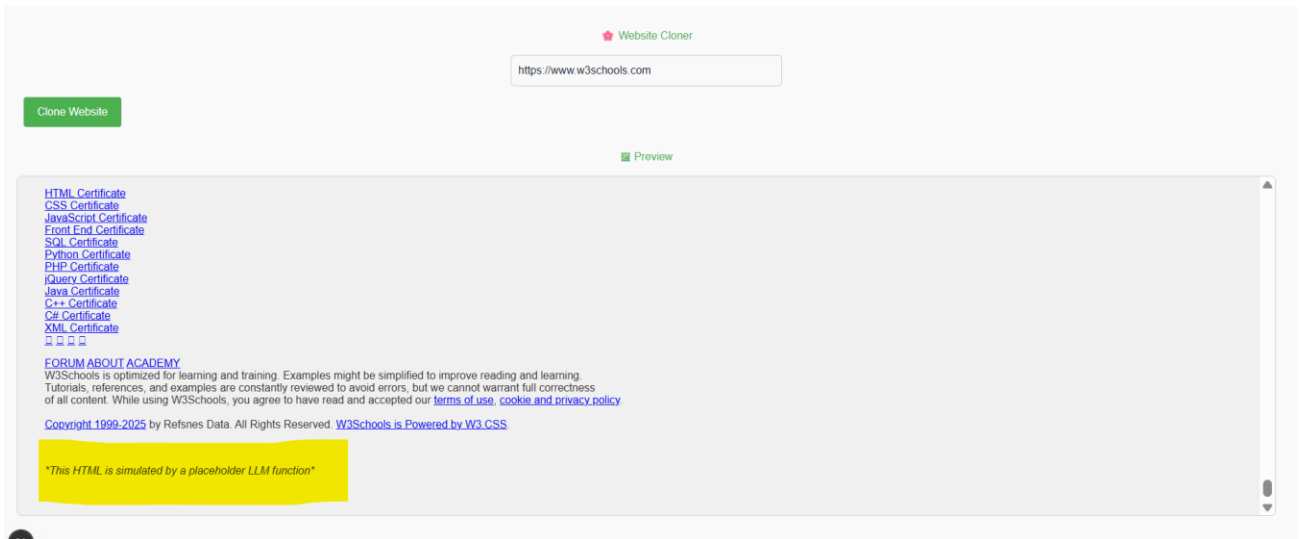 Website Cloner
https://www.w3schools.com
Clone Website
Preview
HTML Certificate
CSS Certificate
JavaScript Certificate
Front End Certificate
SQL Certificate
Python Certificate
PHP Certificate
jQuery Certificate
Java Certificate
C++ Certificate
C# Certificate
XML Certificate
FORUM ABOUT ACADEMY
W3Schools is optimized for learning and training. Examples might be simplified to improve reading and learning.
Tutorials, references, and examples are constantly reviewed to avoid errors, but we cannot warrant full correctness
of all content. While using W3Schools, you agree to have read and accepted our terms of use, cookie and privacy policy.
Copyright 1999-2025 by Refsnes Data. All Rights Reserved. W3Schools is Powered by W3.CSS.
*This HTML is simulated by a placeholder LLM function*